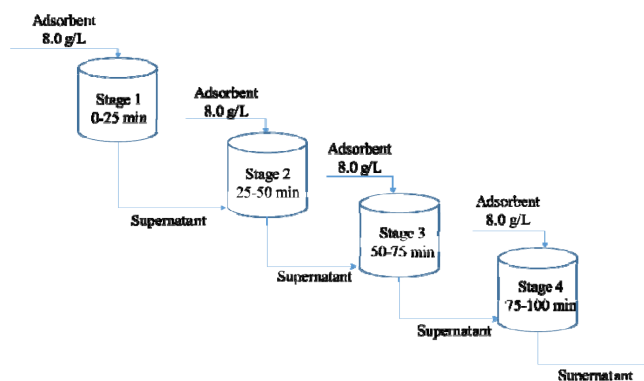 Adsorbent
8.0 g/L
Stage 1
0-25 min
Adsorbent
8.0 g/L
Stage 2
25-50 min
Supernatant
Adsorbent
8.0 g/L
Stage 3
50-75 min
Supernatant
Adsorbent
8.0 g/L
Stage 4
75-100 min
Supernatant
Supernatant